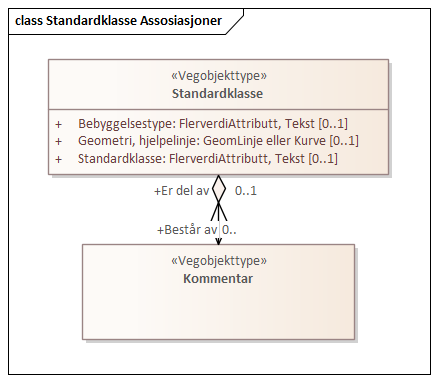 class Standardklasse Assosiasjoner
«Vegobjekttype»
Standardklasse
+ Bebyggelsestype: FlerverdiAttributt, Tekst [0..1]
+ Geometri, hjelpelinje: GeomLinje eller Kurve [0..1]
+ Standardklasse: FlerverdiAttributt, Tekst [0..1]
+Er del av 0..1
+Består av 0..
«Vegobjekttype»
Kommentar